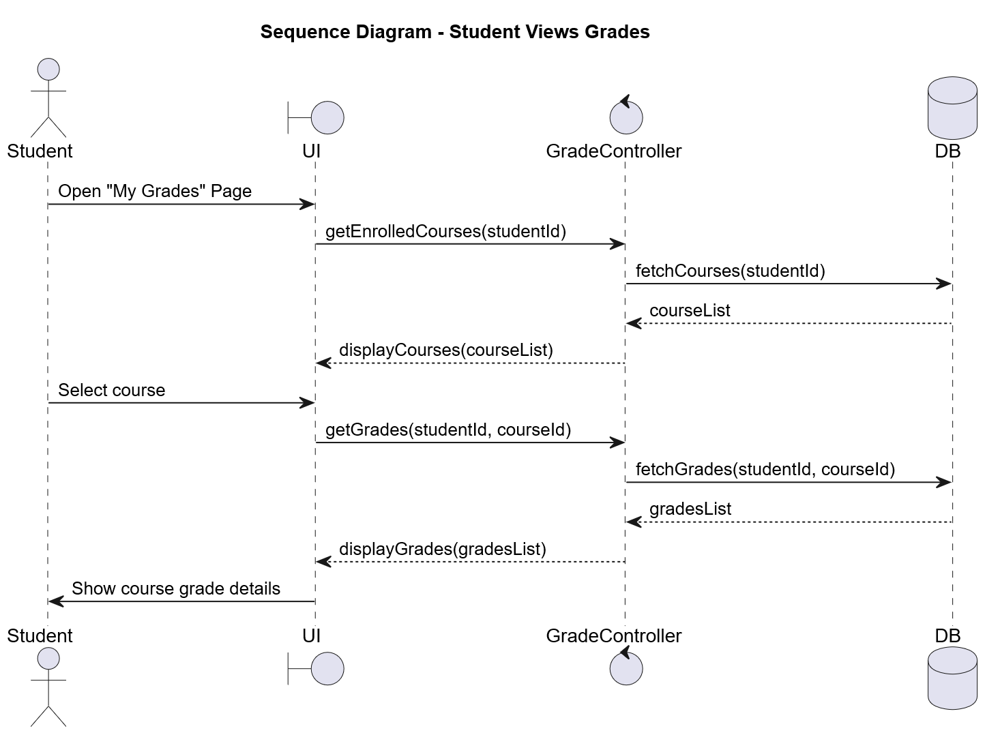 Sequence Diagram - Student Views Grades
Student
UI
GradeController
DB
Open "My Grades" Page
getEnrolledCourses(studentId)
fetchCourses(studentId)
courseList
displayCourses(courseList)
Select course
getGrades(studentId, courseId)
fetchGrades(studentId, courseId)
gradesList
displayGrades(gradesList)
Show course grade details
Student
UI
GradeController
DB